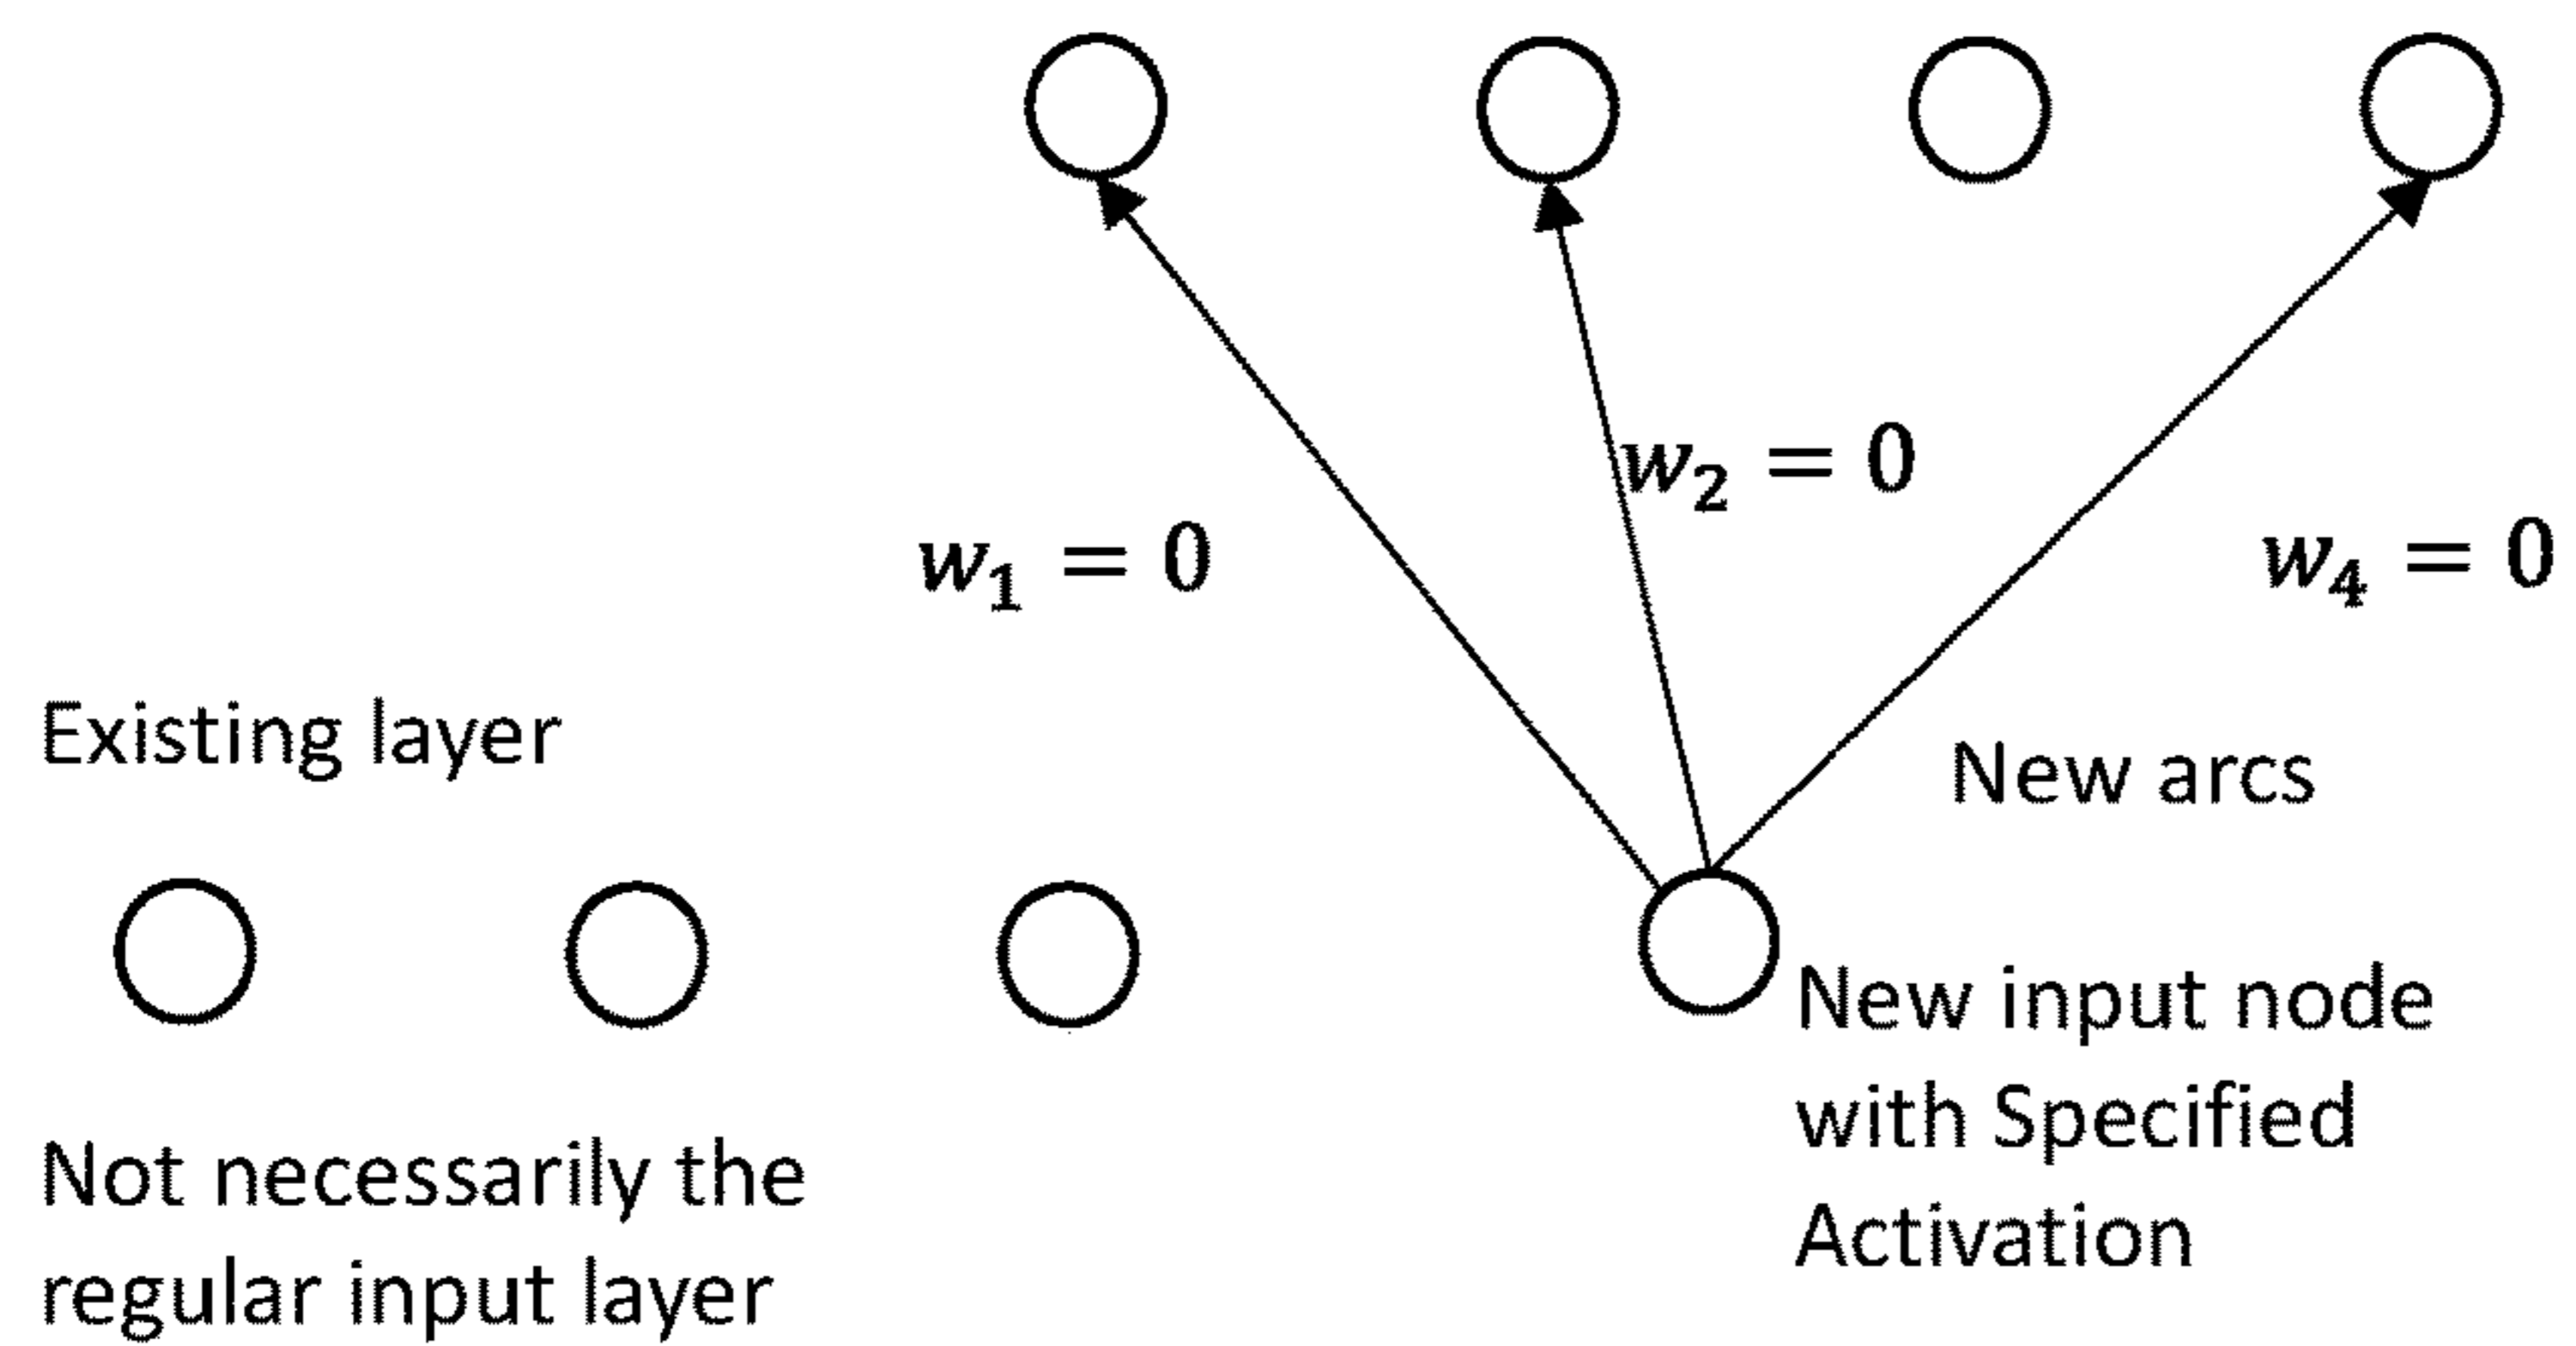 w₂ = 0
w₁ = 0
w₄ = 0
Existing layer
New arcs
New input node
with Specified
Activation
Not necessarily the
regular input layer